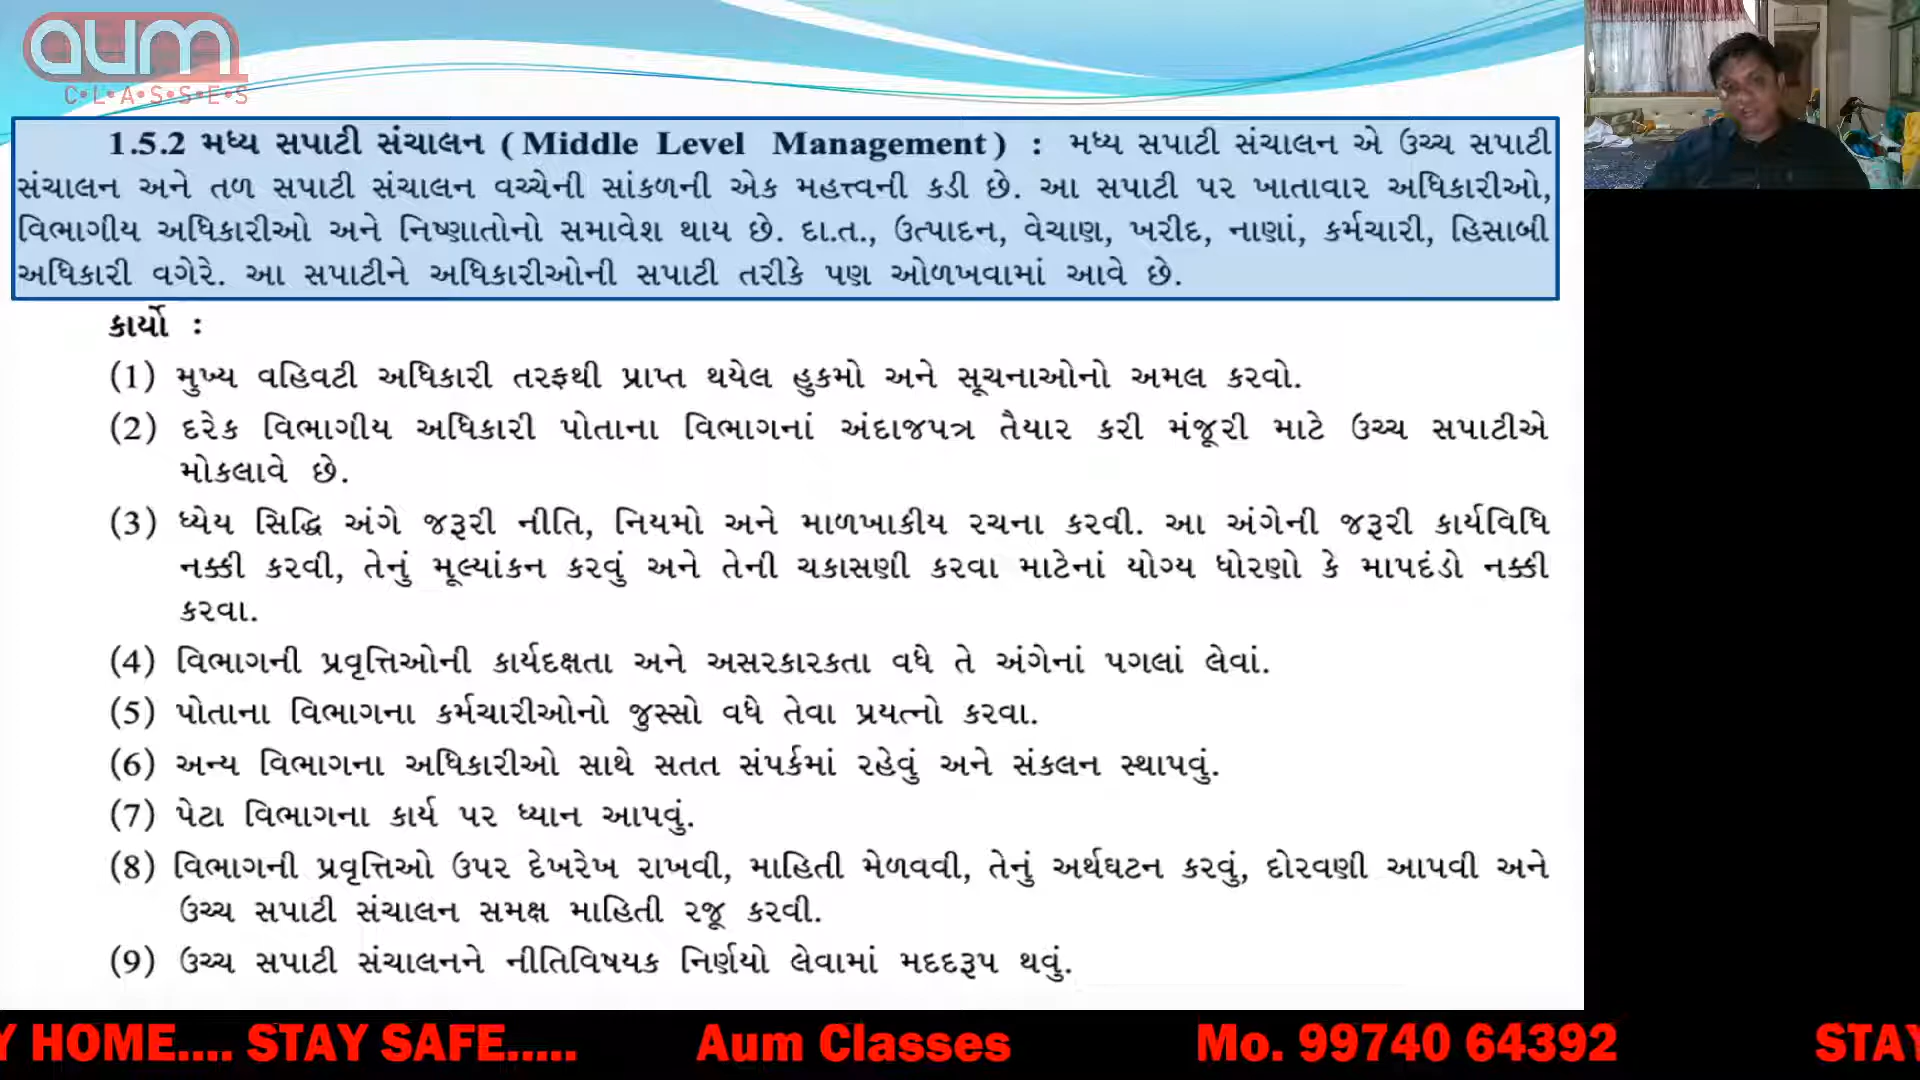 aum
C•L•A•S•S•E•S
1.5.2 મધ્ય સપાટી સંચાલન ( Middle Level Management ) : મધ્ય સપાટી સંચાલન એ ઉચ્ચ સપાટી
સંચાલન અને તળ સપાટી સંચાલન વચ્ચેની સાંકળની એક મહત્ત્વની કડી છે. આ સપાટી પર ખાતાવાર અધિકારીઓ,
વિભાગીય અધિકારીઓ અને નિષ્ણાતોનો સમાવેશ થાય છે. દા.ત., ઉત્પાદન, વેચાણ, ખરીદ, નાણાં, કર્મચારી, હિસાબી
અધિકારી વગેરે. આ સપાટીને અધિકારીઓની સપાટી તરીકે પણ ઓળખવામાં આવે છે.
કાર્યો :
(1) મુખ્ય વહિવટી અધિકારી તરફથી પ્રાપ્ત થયેલ હુકમો અને સૂચનાઓનો અમલ કરવો.
(2) દરેક વિભાગીય અધિકારી પોતાના વિભાગનાં અંદાજપત્ર તૈયાર કરી મંજૂરી માટે ઉચ્ચ સપાટીએ
મોકલાવે છે.
(3) ધ્યેય સિદ્ધિ અંગે જરૂરી નીતિ, નિયમો અને માળખાકીય રચના કરવી. આ અંગેની જરૂરી કાર્યવિધિ
નક્કી કરવી, તેનું મૂલ્યાંકન કરવું અને તેની ચકાસણી કરવા માટેનાં યોગ્ય ધોરણો કે માપદંડો નક્કી
કરવા.
(4) વિભાગની પ્રવૃત્તિઓની કાર્યદક્ષતા અને અસરકારકતા વધે તે અંગેનાં પગલાં લેવાં.
(5) પોતાના વિભાગના કર્મચારીઓનો જુસ્સો વધે તેવા પ્રયત્નો કરવા.
(6) અન્ય વિભાગના અધિકારીઓ સાથે સતત સંપર્કમાં રહેવું અને સંકલન સ્થાપવું.
(7) પેટા વિભાગના કાર્ય પર ધ્યાન આપવું.
(8) વિભાગની પ્રવૃત્તિઓ ઉપર દેખરેખ રાખવી, માહિતી મેળવવી, તેનું અર્થઘટન કરવું, દોરવણી આપવી અને
ઉચ્ચ સપાટી સંચાલન સમક્ષ માહિતી રજૂ કરવી.
(9) ઉચ્ચ સપાટી સંચાલનને નીતિવિષયક નિર્ણયો લેવામાં મદદરૂપ થવું.
Y HOME.... STAY SAFE..... Aum Classes Mo. 99740 64392 STAY